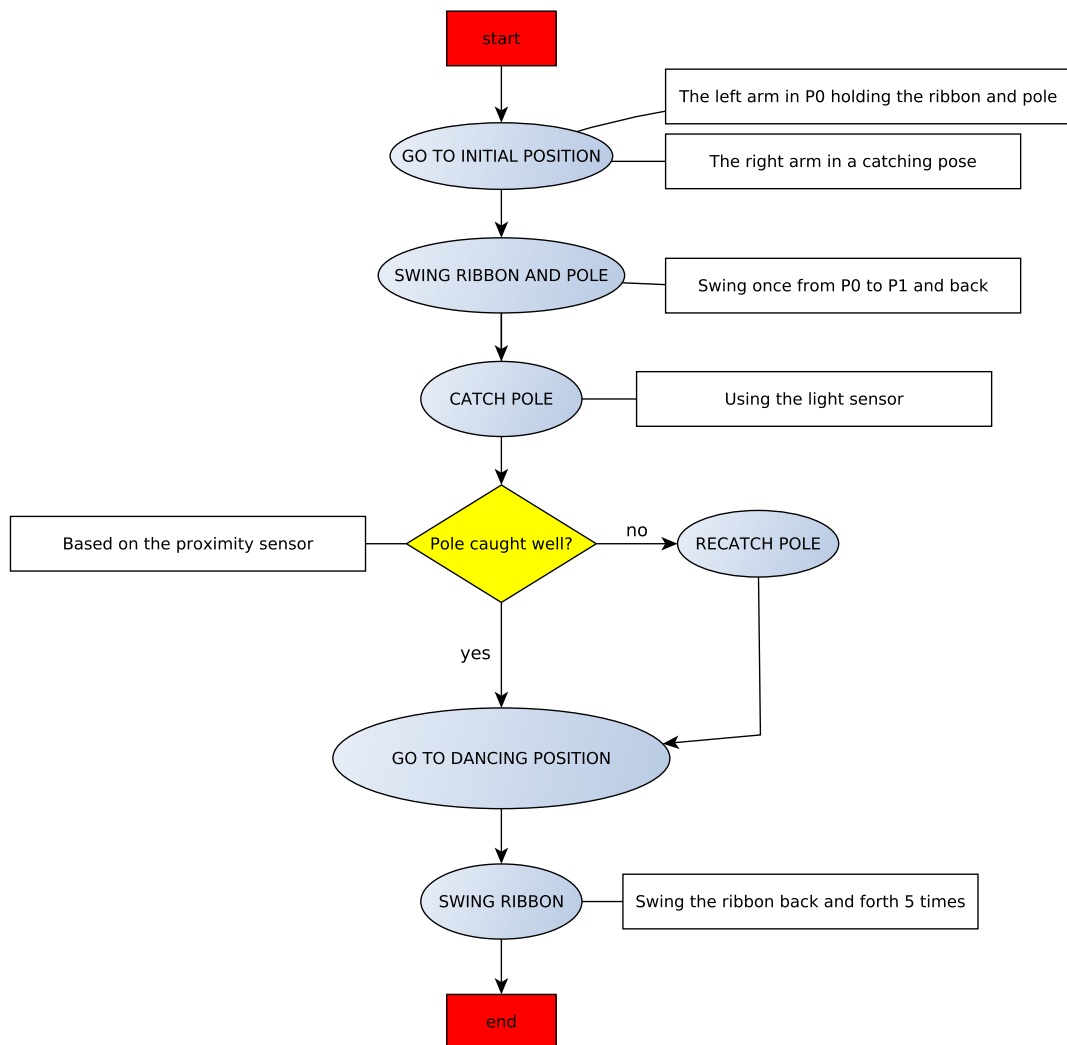 start
The left arm in P0 holding the ribbon and pole
GO TO INITIAL POSITION
The right arm in a catching pose
SWING RIBBON AND POLE
Swing once from P0 to P1 and back
CATCH POLE
Using the light sensor
Based on the proximity sensor
Pole caught well?
no
RECATCH POLE
yes
GO TO DANCING POSITION
SWING RIBBON
Swing the ribbon back and forth 5 times
end